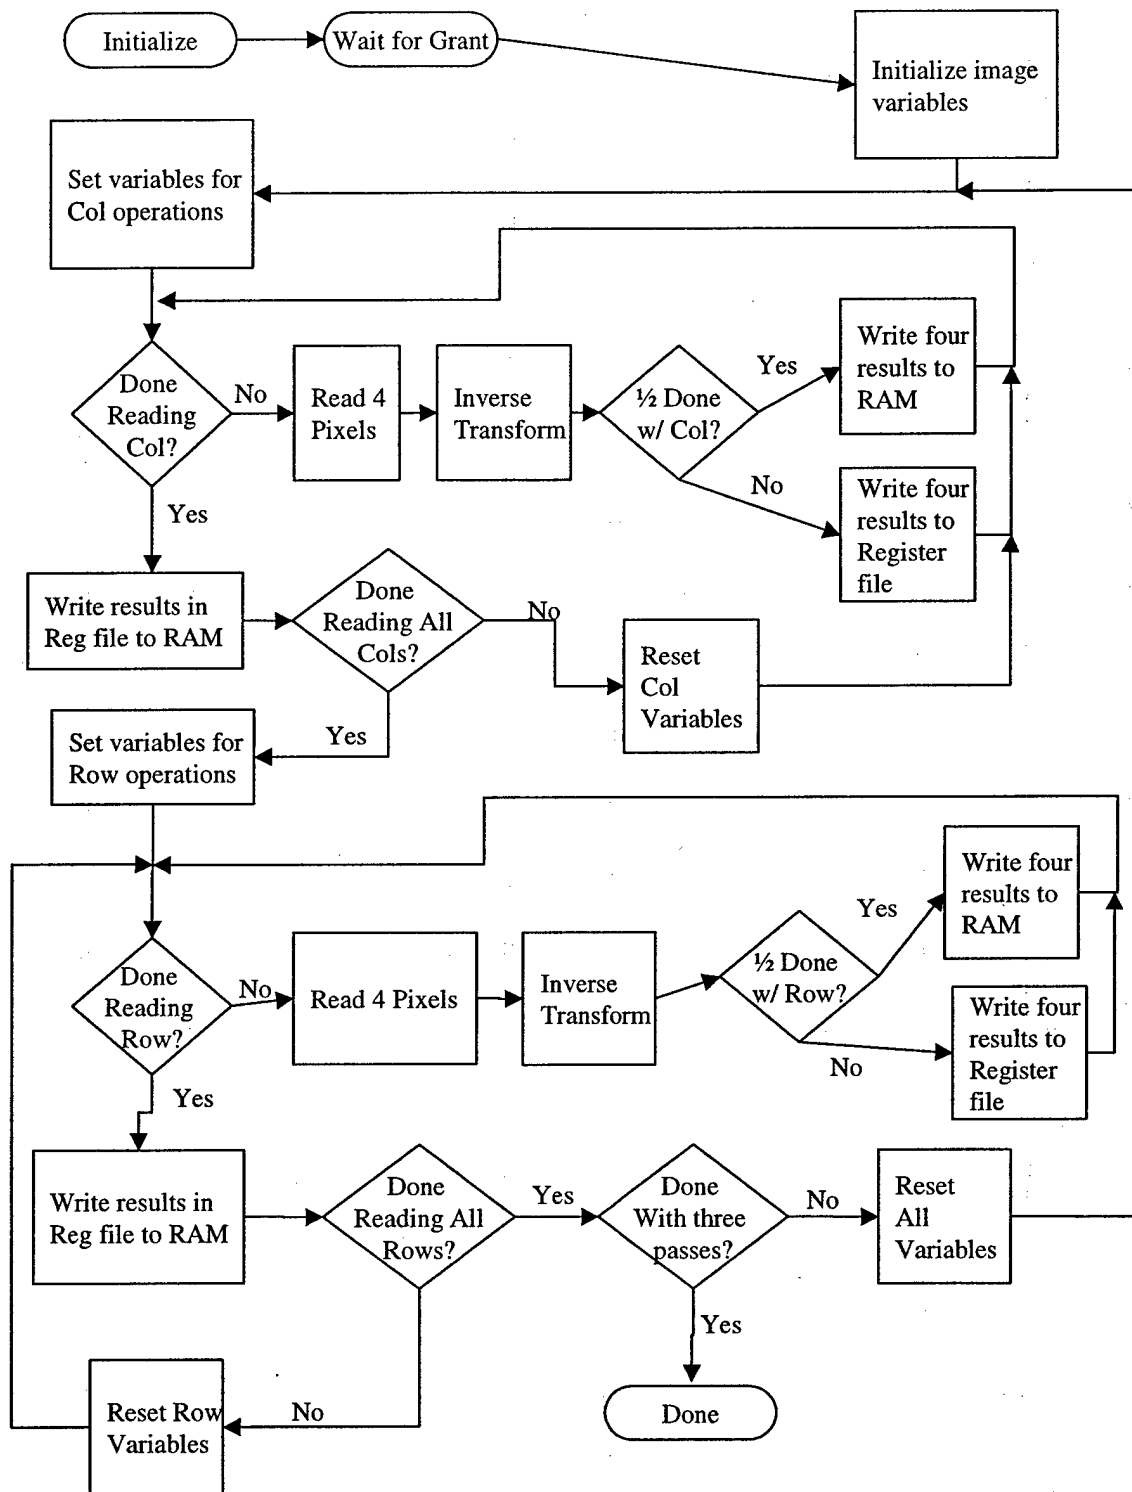 Initialize
Wait for Grant
Initialize image
variables
Set variables for
Col operations
Done
Reading
Col?
No
Read 4
Pixels
Inverse
Transform
½ Done
w/ Col?
Yes
Write four
results to
RAM
No
Write four
results to
Register
file
Yes
Write results in
Reg file to RAM
Done
Reading All
Cols?
No
Reset
Col
Variables
Yes
Set variables for
Row operations
Done
Reading
Row?
No
Read 4 Pixels
Inverse
Transform
½ Done
w/ Row?
Yes
Write four
results to
RAM
No
Write four
results to
Register
file
Yes
Write results in
Reg file to RAM
Done
Reading All
Rows?
Yes
Done
With three
passes?
No
Reset
All
Variables
Yes
Done
No
Reset Row
Variables